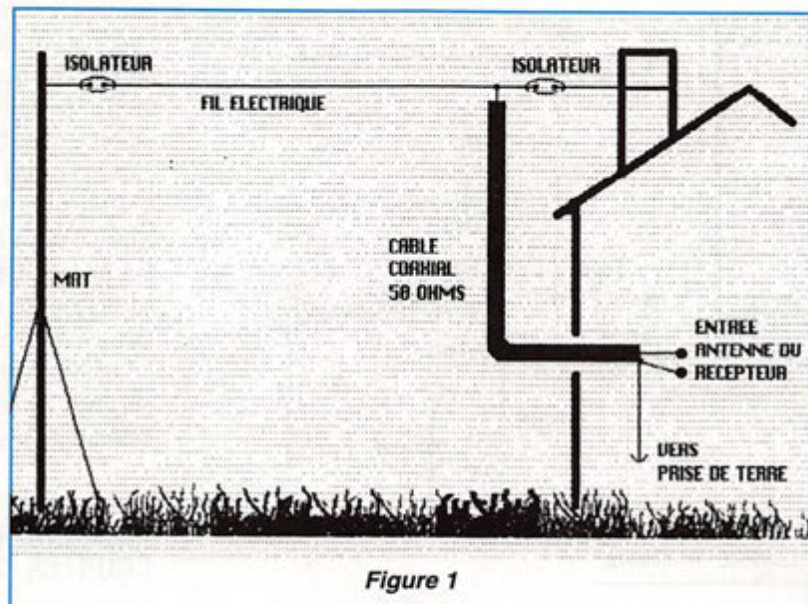 ISOLATEUR
ISOLATEUR
FIL ELECTRIQUE
CABLE
COAXIAL
50 OHMS
MAT
ENTREE
ANTENNE DU
RECEPTEUR
VERS
PRISE DE TERRE
Figure 1